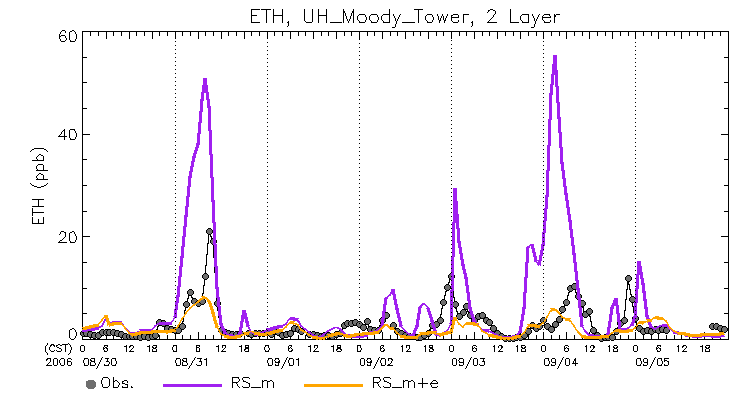 ETH, UH_Moody_Tower, 2 Layer
60
40
20
0
ETH (ppb)
(CST) 0 6 12 18 0 6 12 18 0 6 12 18 0 6 12 18 0 6 12 18 0 6 12 18 0 6 12 18
2006 08/30 08/31 09/01 09/02 09/03 09/04 09/05
Obs. RS_m RS_m+e